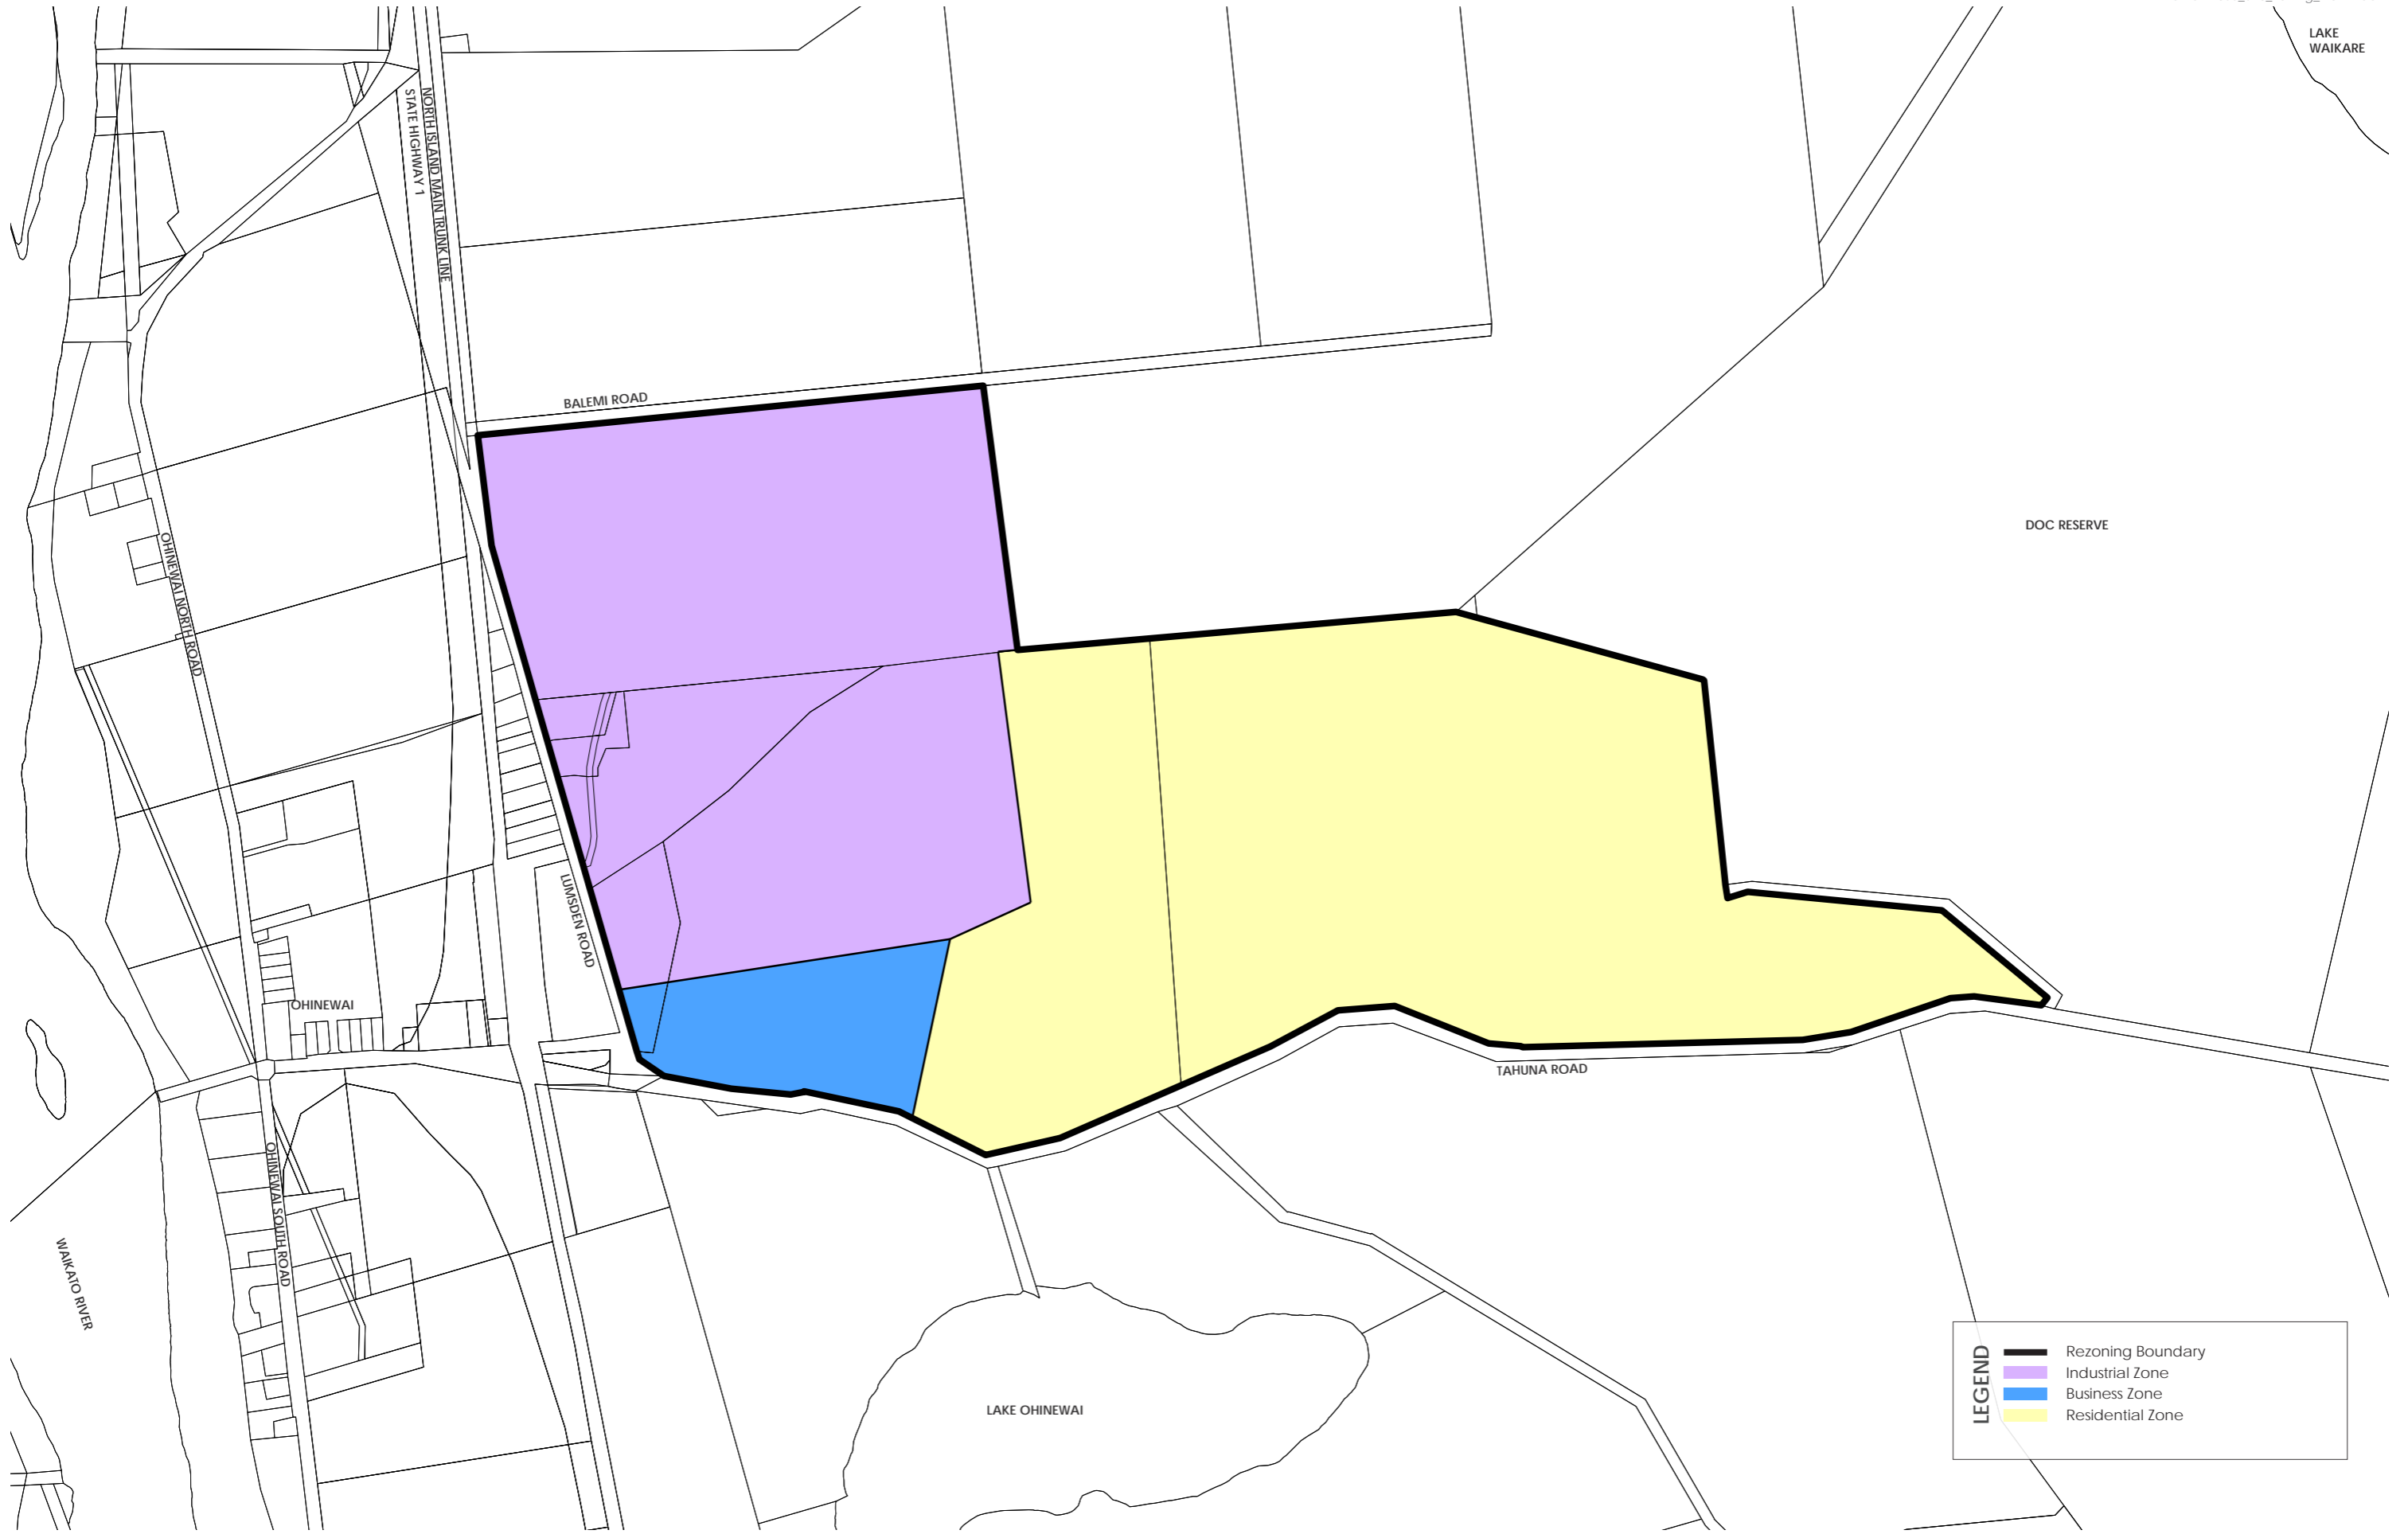 LAKE
WAIKARE
NORTH ISLAND MAIN TRUNK LINE
STATE HIGHWAY 1
BALEMI ROAD
DOC RESERVE
OHINEWAI NORTH ROAD
LUMSDEN ROAD
OHINEWAI
TAHUNA ROAD
OHINEWAI SOUTH ROAD
WAIKATO RIVER
LAKE OHINEWAI
LEGEND
Rezoning Boundary
Industrial Zone
Business Zone
Residential Zone